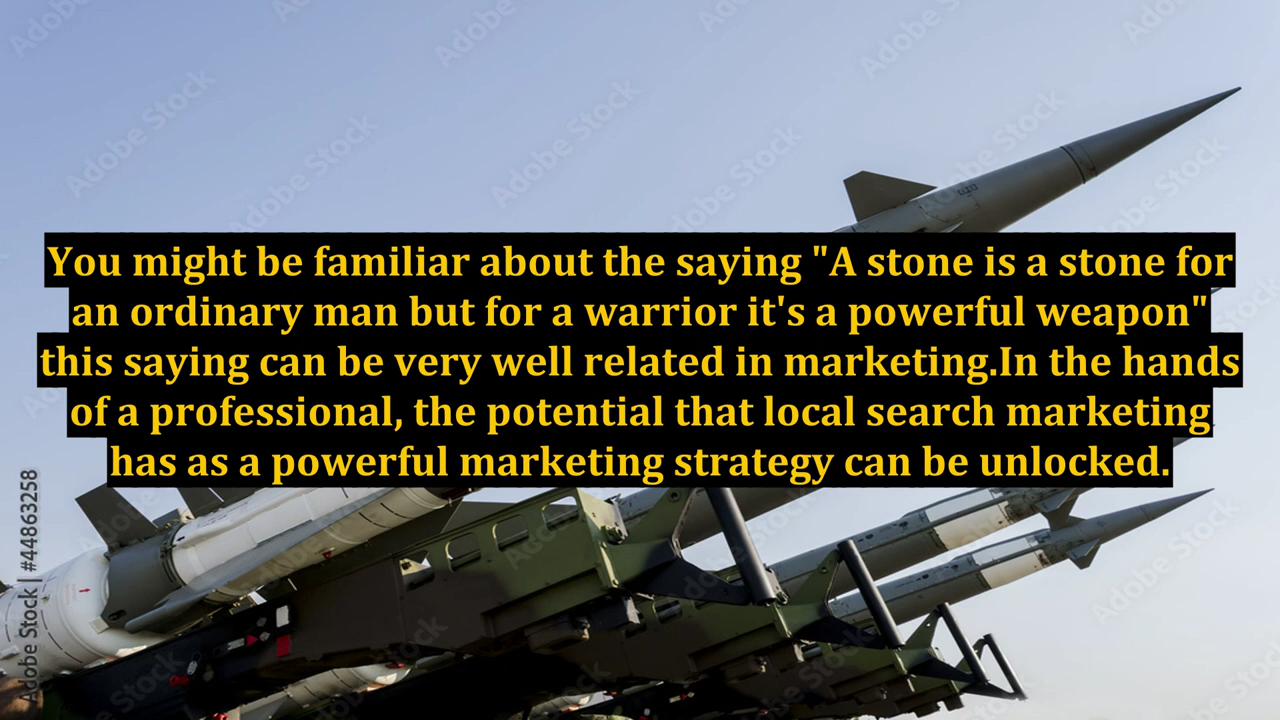 You might be familiar about the saying "A stone is a stone for
an ordinary man but for a warrior it's a powerful weapon"
this saying can be very well related in marketing.In the hands
of a professional, the potential that local search marketing
has as a powerful marketing strategy can be unlocked.
Adobe Stock | #44863258
Adobe Stock